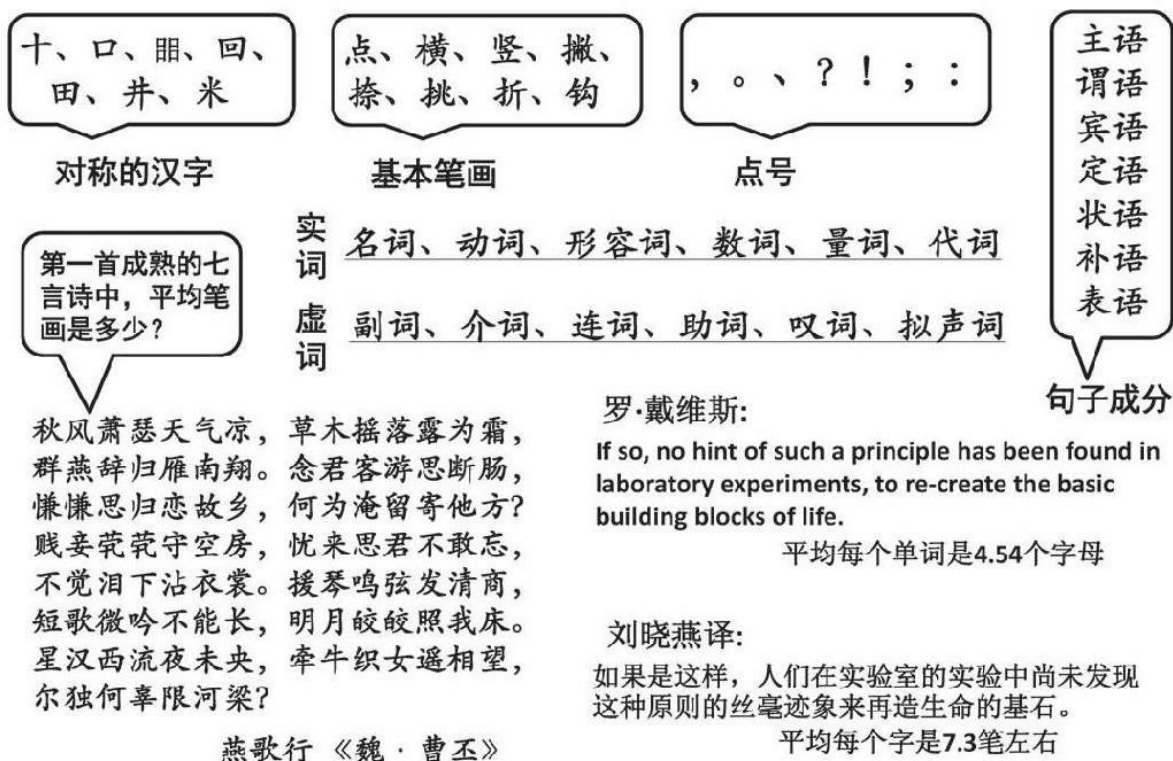 十、口、㗊、回、
田、井、米
对称的汉字
点、横、竖、撇、
捺、挑、折、钩
基本笔画
，。、？！；：
点号
主语
谓语
宾语
定语
状语
补语
表语
句子成分
实词 名词、动词、形容词、数词、量词、代词
虚词 副词、介词、连词、助词、叹词、拟声词
第一首成熟的七
言诗中，平均笔
画是多少？
秋风萧瑟天气凉，草木摇落露为霜，
群燕辞归雁南翔。念君客游思断肠，
慊慊思归恋故乡，何为淹留寄他方？
贱妾茕茕守空房，忧来思君不敢忘，
不觉泪下沾衣裳。援琴鸣弦发清商，
短歌微吟不能长，明月皎皎照我床。
星汉西流夜未央，牵牛织女遥相望，
尔独何辜限河梁？
燕歌行 《魏·曹丕》
罗·戴维斯:
If so, no hint of such a principle has been found in
laboratory experiments, to re-create the basic
building blocks of life.
平均每个单词是4.54个字母
刘晓燕译:
如果是这样，人们在实验室的实验中尚未发现
这种原则的丝毫迹象来再造生命的基石。
平均每个字是7.3笔左右